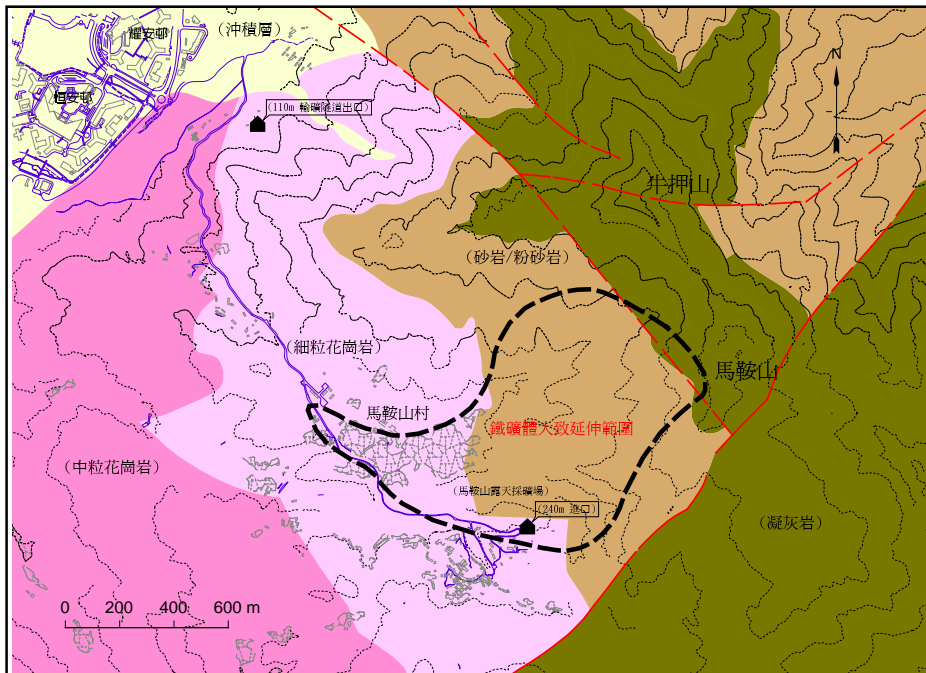 (沖積層)
耀安邨
恒安邨
(110m 輸礦隧道出口)
N
牛押山
(砂岩/粉砂岩)
(細粒花崗岩)
馬鞍山
馬鞍山村
鐵礦體大致延伸範圍
(中粒花崗岩)
(馬鞍山露天採礦場)
(240m 進口)
(凝灰岩)
0 200 400 600 m